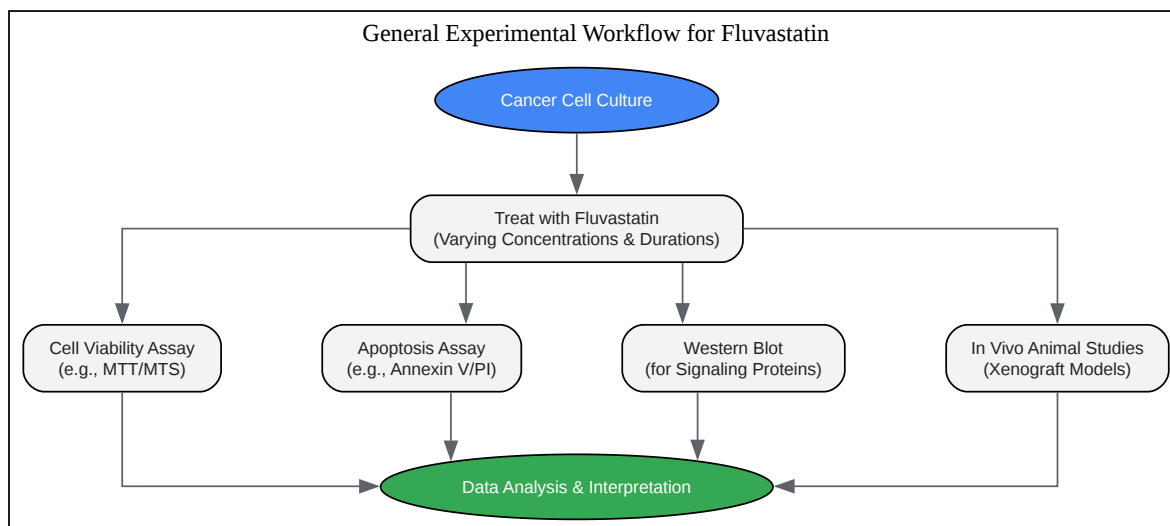 General Experimental Workflow for Fluvastatin
Cancer Cell Culture
Treat with Fluvastatin
(Varying Concentrations & Durations)
Cell Viability Assay
(e.g., MTT/MTS)
Apoptosis Assay
(e.g., Annexin V/PI)
Western Blot
(for Signaling Proteins)
In Vivo Animal Studies
(Xenograft Models)
Data Analysis & Interpretation